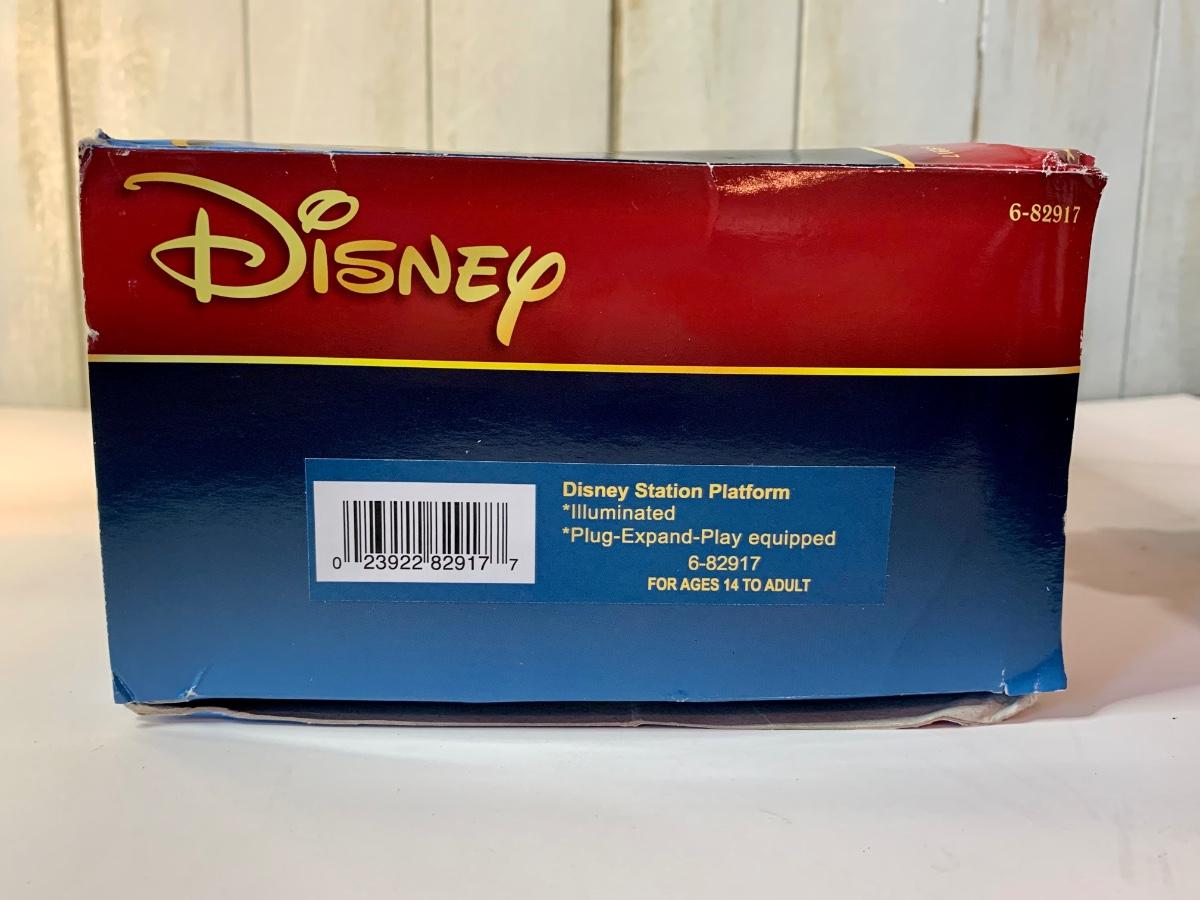 Disney
6-82917
Disney Station Platform
*Illuminated
*Plug-Expand-Play equipped
6-82917
FOR AGES 14 TO ADULT
0 23922 82917 7